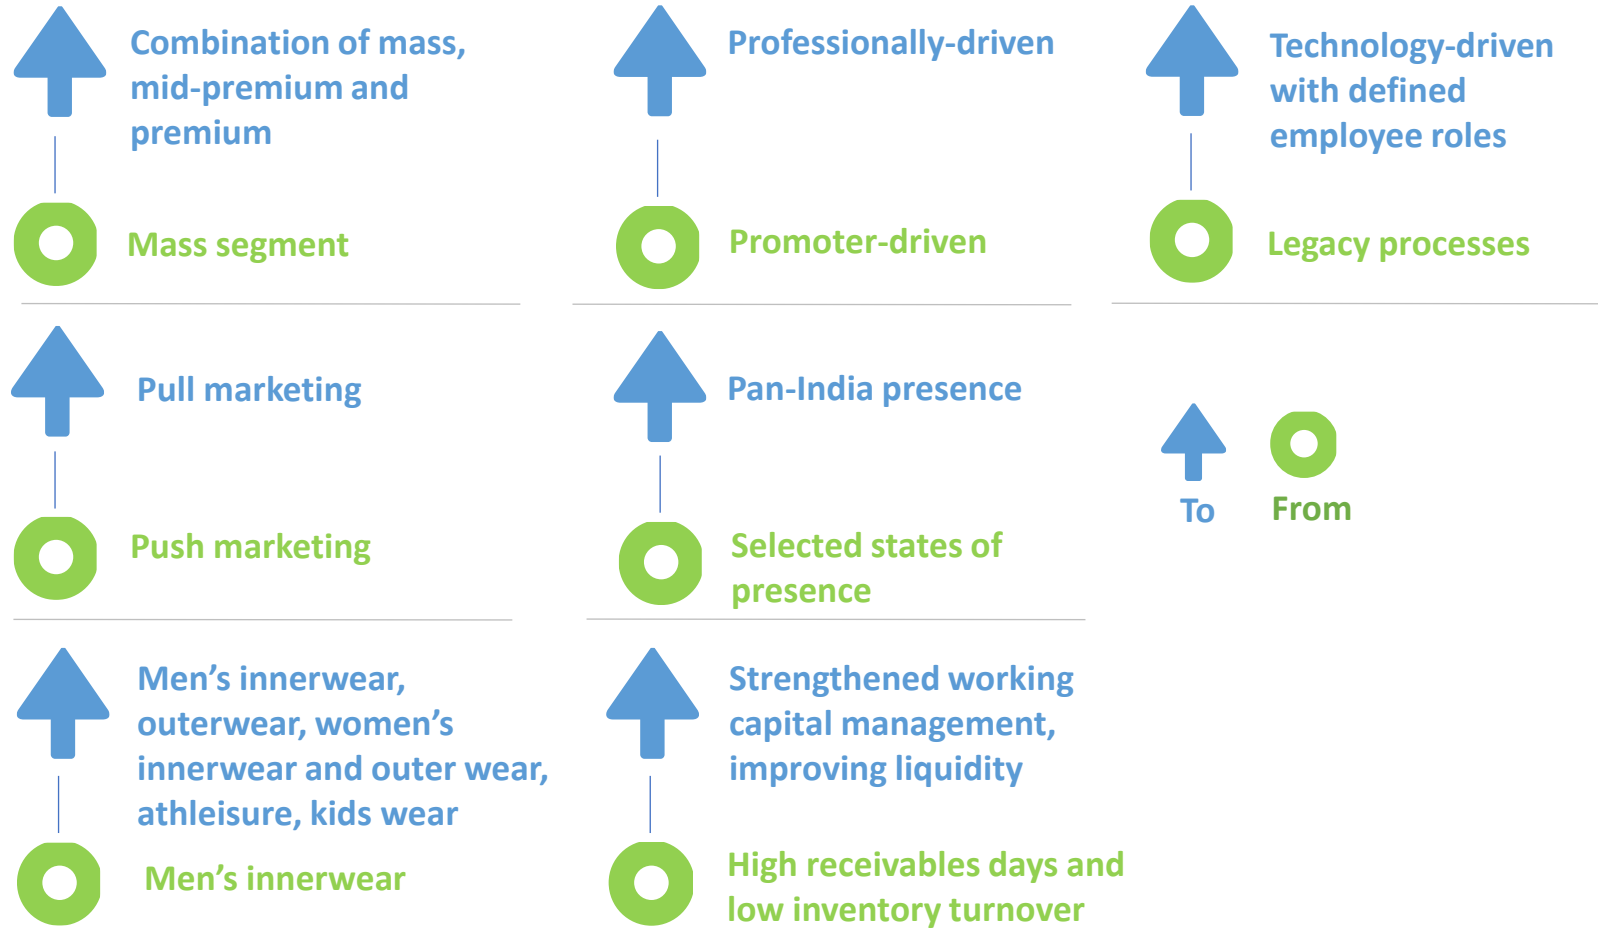 Combination of mass,
mid-premium and
premium
Mass segment
Professionally-driven
Promoter-driven
Technology-driven
with defined
employee roles
Legacy processes
Pull marketing
Push marketing
Pan-India presence
Selected states of
presence
To
From
Men’s innerwear,
outerwear, women’s
innerwear and outer wear,
athleisure, kids wear
Men’s innerwear
Strengthened working
capital management,
improving liquidity
High receivables days and
low inventory turnover